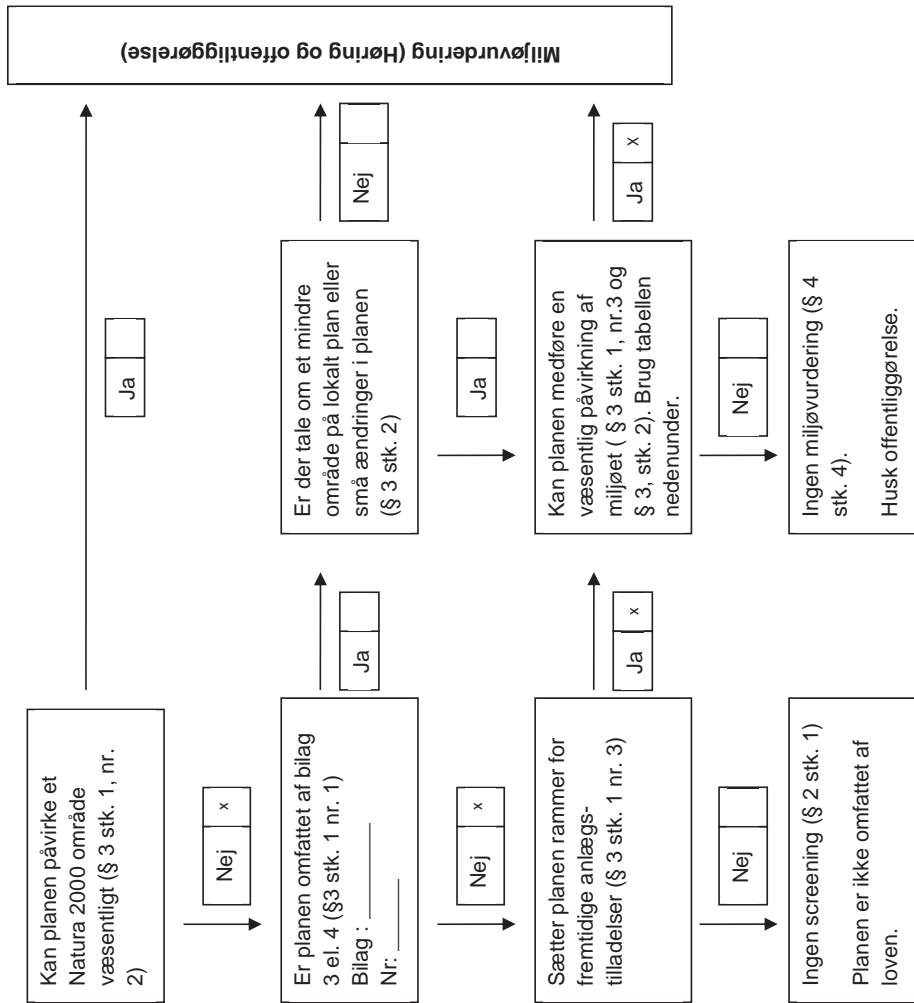 Kan planen påvirke et
Natura 2000 område
væsentligt (§ 3 stk. 1, nr.
2)
Ja
Miljøvurdering (Høring og offentliggørelse)
Nej x
Er planen omfattet af bilag
3 el. 4 (§3 stk. 1 nr. 1)
Bilag : ______
Nr: _____
Ja
Er der tale om et mindre
område på lokalt plan eller
små ændringer i planen
(§ 3 stk. 2)
Nej
Nej x
Ja
Sætter planen rammer for
fremtidige anlægs-
tilladelser (§ 3 stk. 1 nr. 3)
Ja x
Kan planen medføre en
væsentlig påvirkning af
miljøet ( § 3 stk. 1, nr.3 og
§ 3, stk. 2). Brug tabellen
nedenunder.
Ja x
Nej
Nej
Ingen screening (§ 2 stk. 1)
Planen er ikke omfattet af
loven.
Ingen miljøvurdering (§ 4
stk. 4).
Husk offentliggørelse.